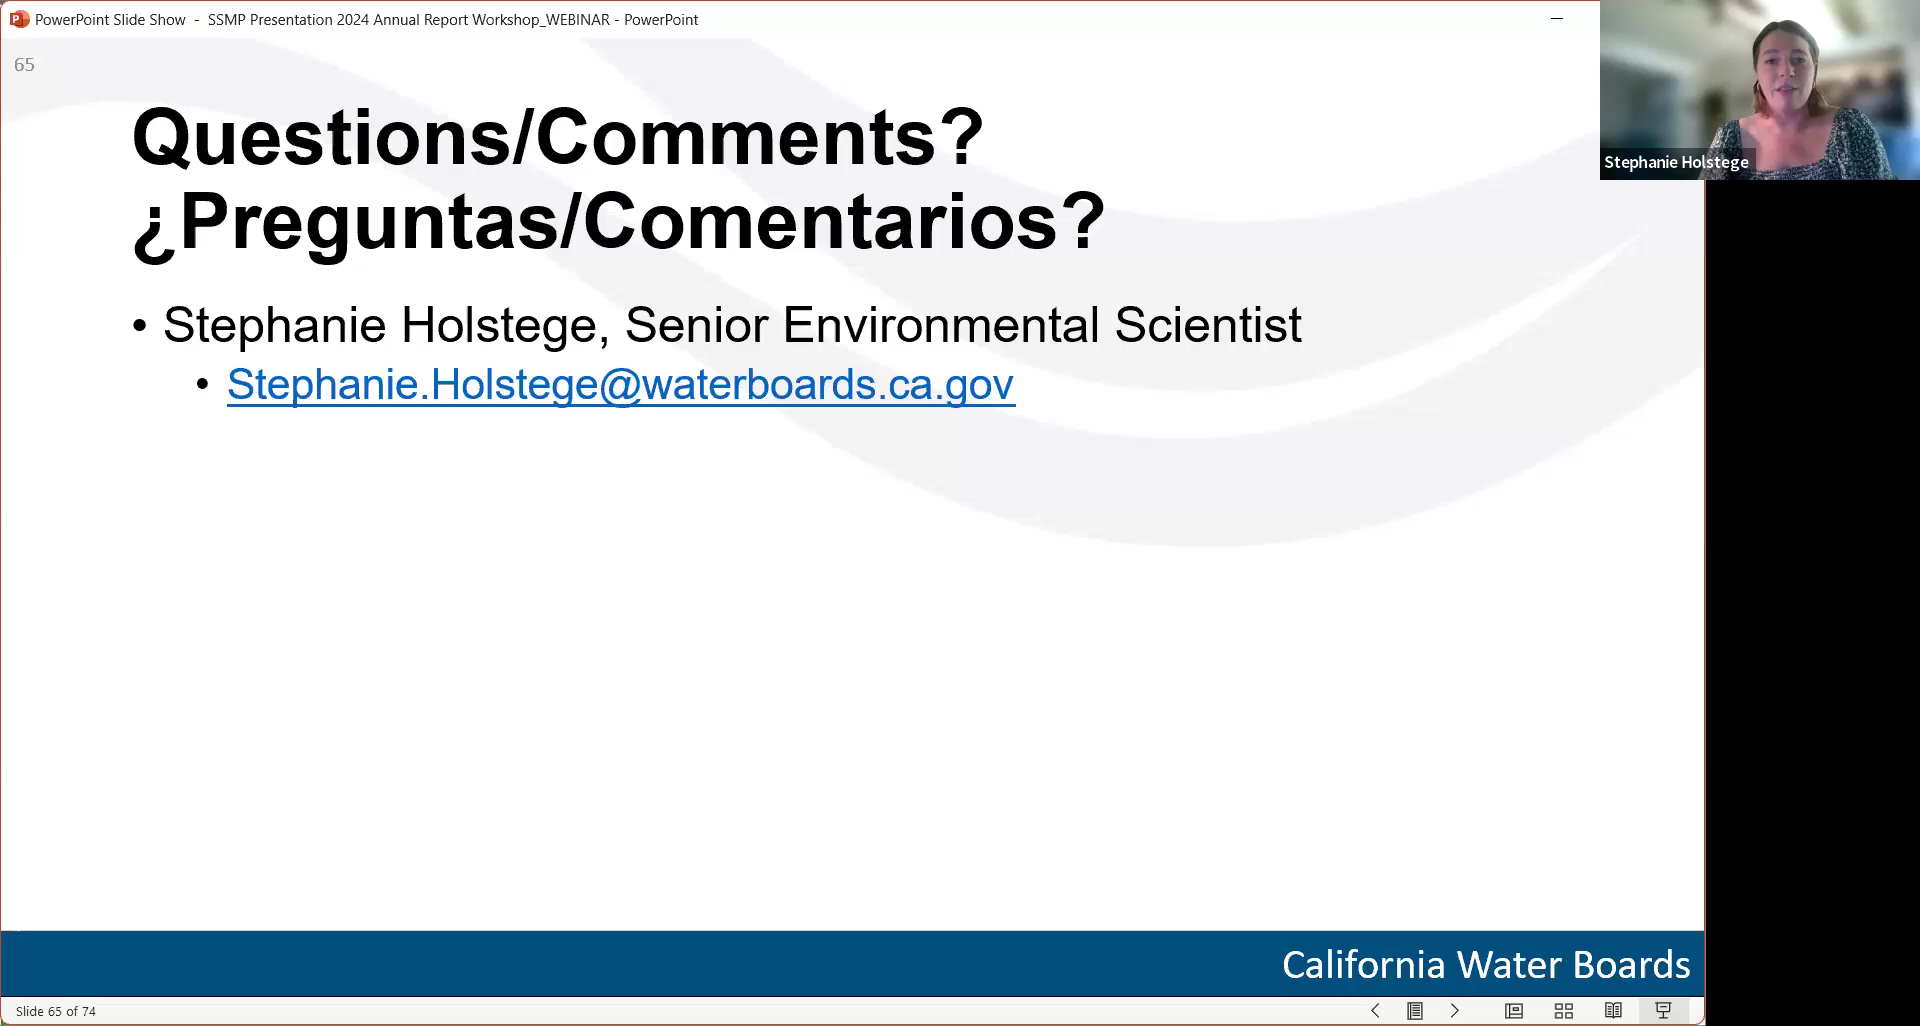 PowerPoint Slide Show - SSMP Presentation 2024 Annual Report Workshop_WEBINAR - PowerPoint
65
Questions/Comments?
¿Preguntas/Comentarios?
• Stephanie Holstege, Senior Environmental Scientist
• Stephanie.Holstege@waterboards.ca.gov
Stephanie Holstege
California Water Boards
Slide 65 of 74